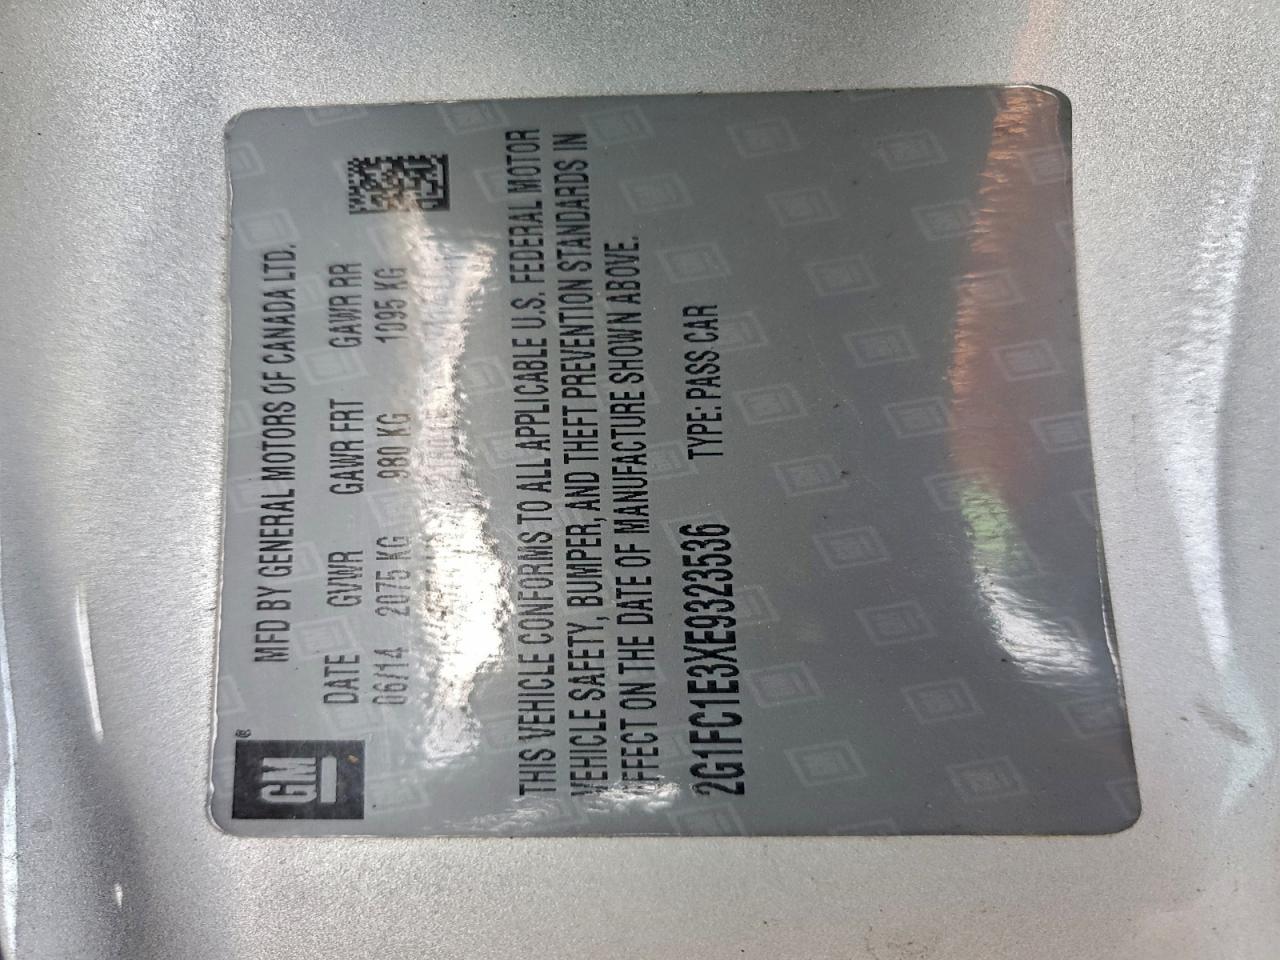 GM®
MFD BY GENERAL MOTORS OF CANADA LTD.
DATE GVWR GAWR FRT GAWR RR
06/14 2075 KG 980 KG 1095 KG
THIS VEHICLE CONFORMS TO ALL APPLICABLE U.S. FEDERAL MOTOR
VEHICLE SAFETY, BUMPER, AND THEFT PREVENTION STANDARDS IN
EFFECT ON THE DATE OF MANUFACTURE SHOWN ABOVE.
2G1FC1E3XE9323536 TYPE: PASS CAR